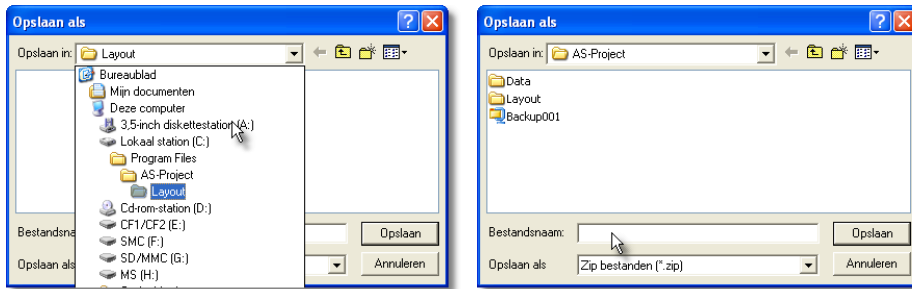 Opslaan als
Opslaan in: Layout
Bureaublad
Mijn documenten
Deze computer
3,5-inch diskettestation (A:)
Lokaal station (C:)
Program Files
AS-Project
Layout
Cd-rom-station (D:)
CF1/CF2 (E:)
SMC (F:)
SD/MMC (G:)
MS (H:)
Bestandsna
Opslaan
Opslaan als
Annuleren
Opslaan als
Opslaan in: AS-Project
Data
Layout
Backup001
Bestandsnaam:
Opslaan
Opslaan als
Zip bestanden (*.zip)
Annuleren